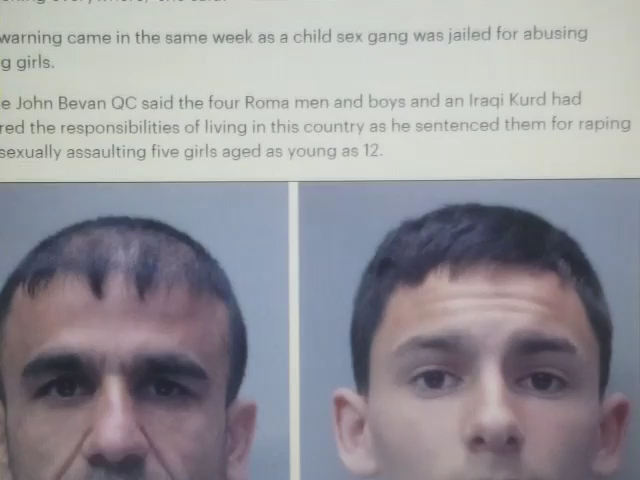 warning came in the same week as a child sex gang was jailed for abusing
g girls.
e John Bevan QC said the four Roma men and boys and an Iraqi Kurd had
red the responsibilities of living in this country as he sentenced them for raping
sexually assaulting five girls aged as young as 12.